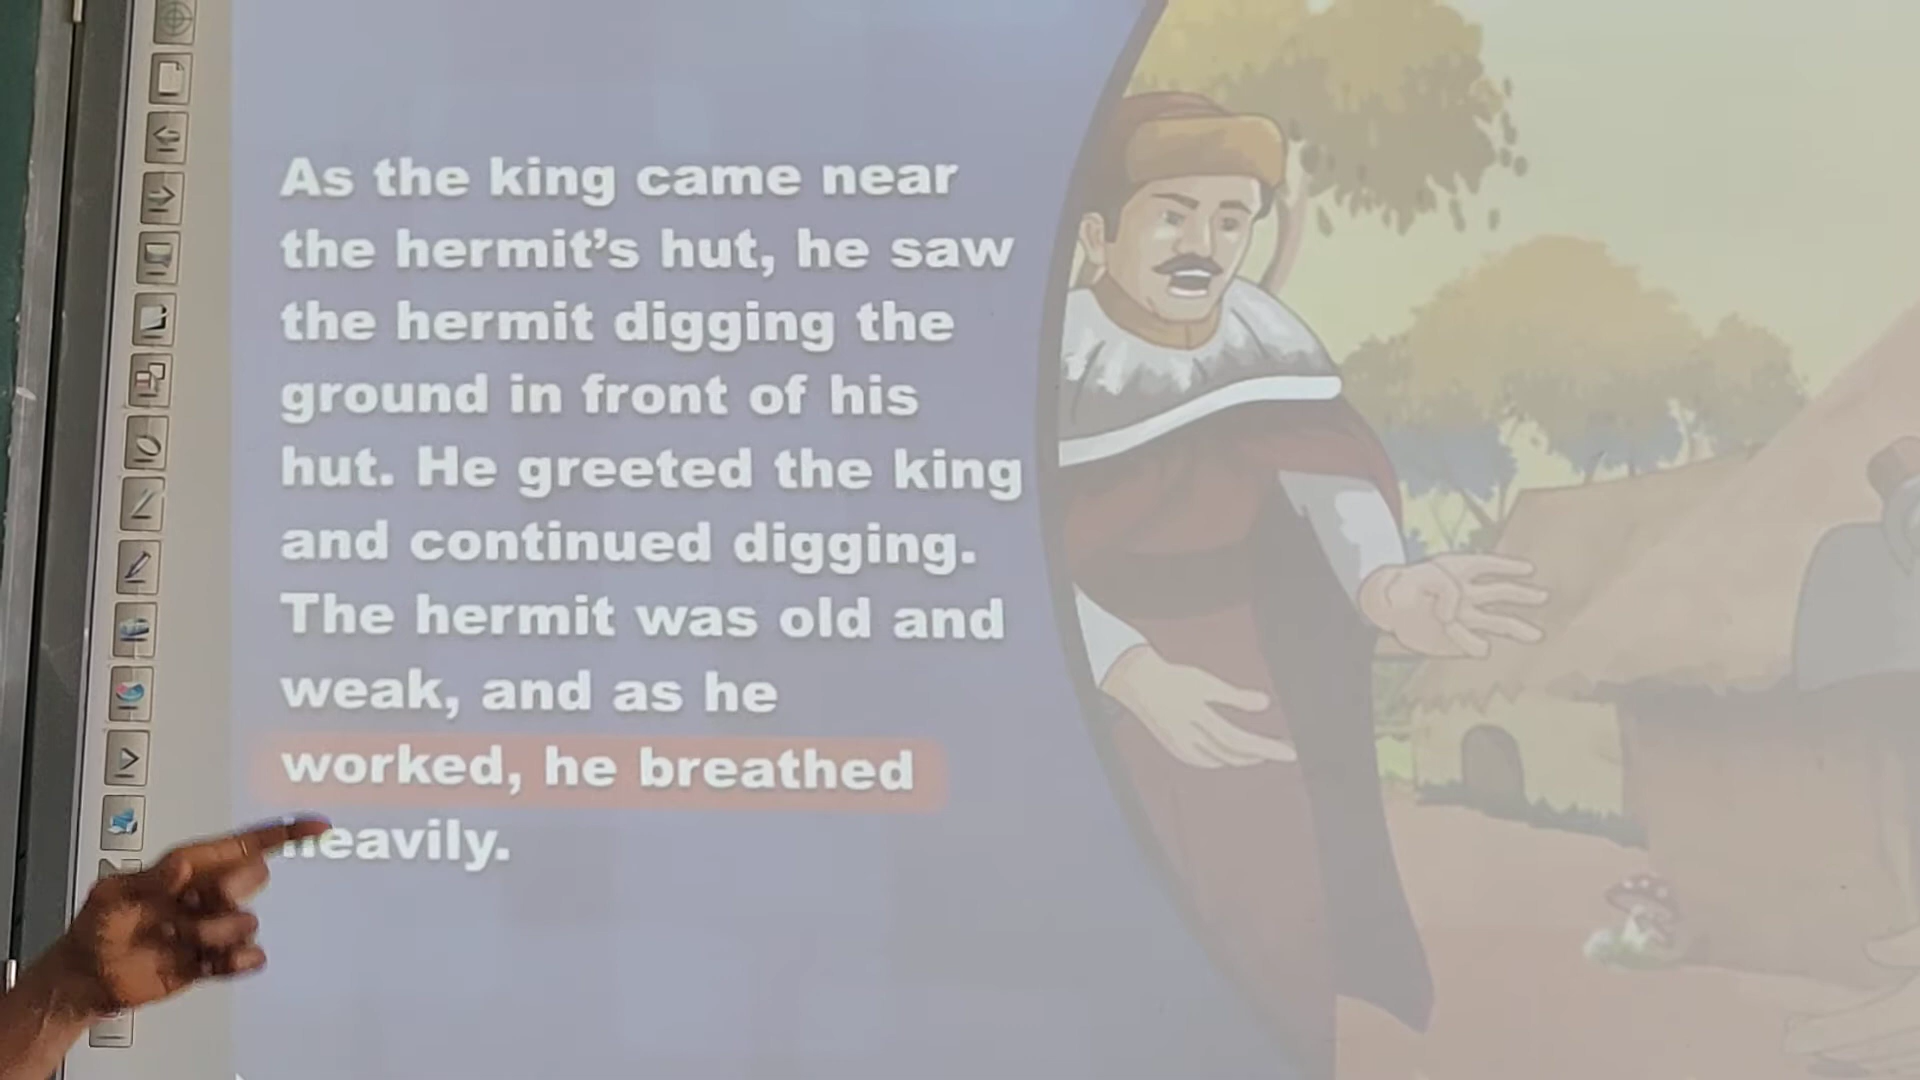 As the king came near
the hermit's hut, he saw
the hermit digging the
ground in front of his
hut. He greeted the king
and continued digging.
The hermit was old and
weak, and as he
worked, he breathed
heavily.